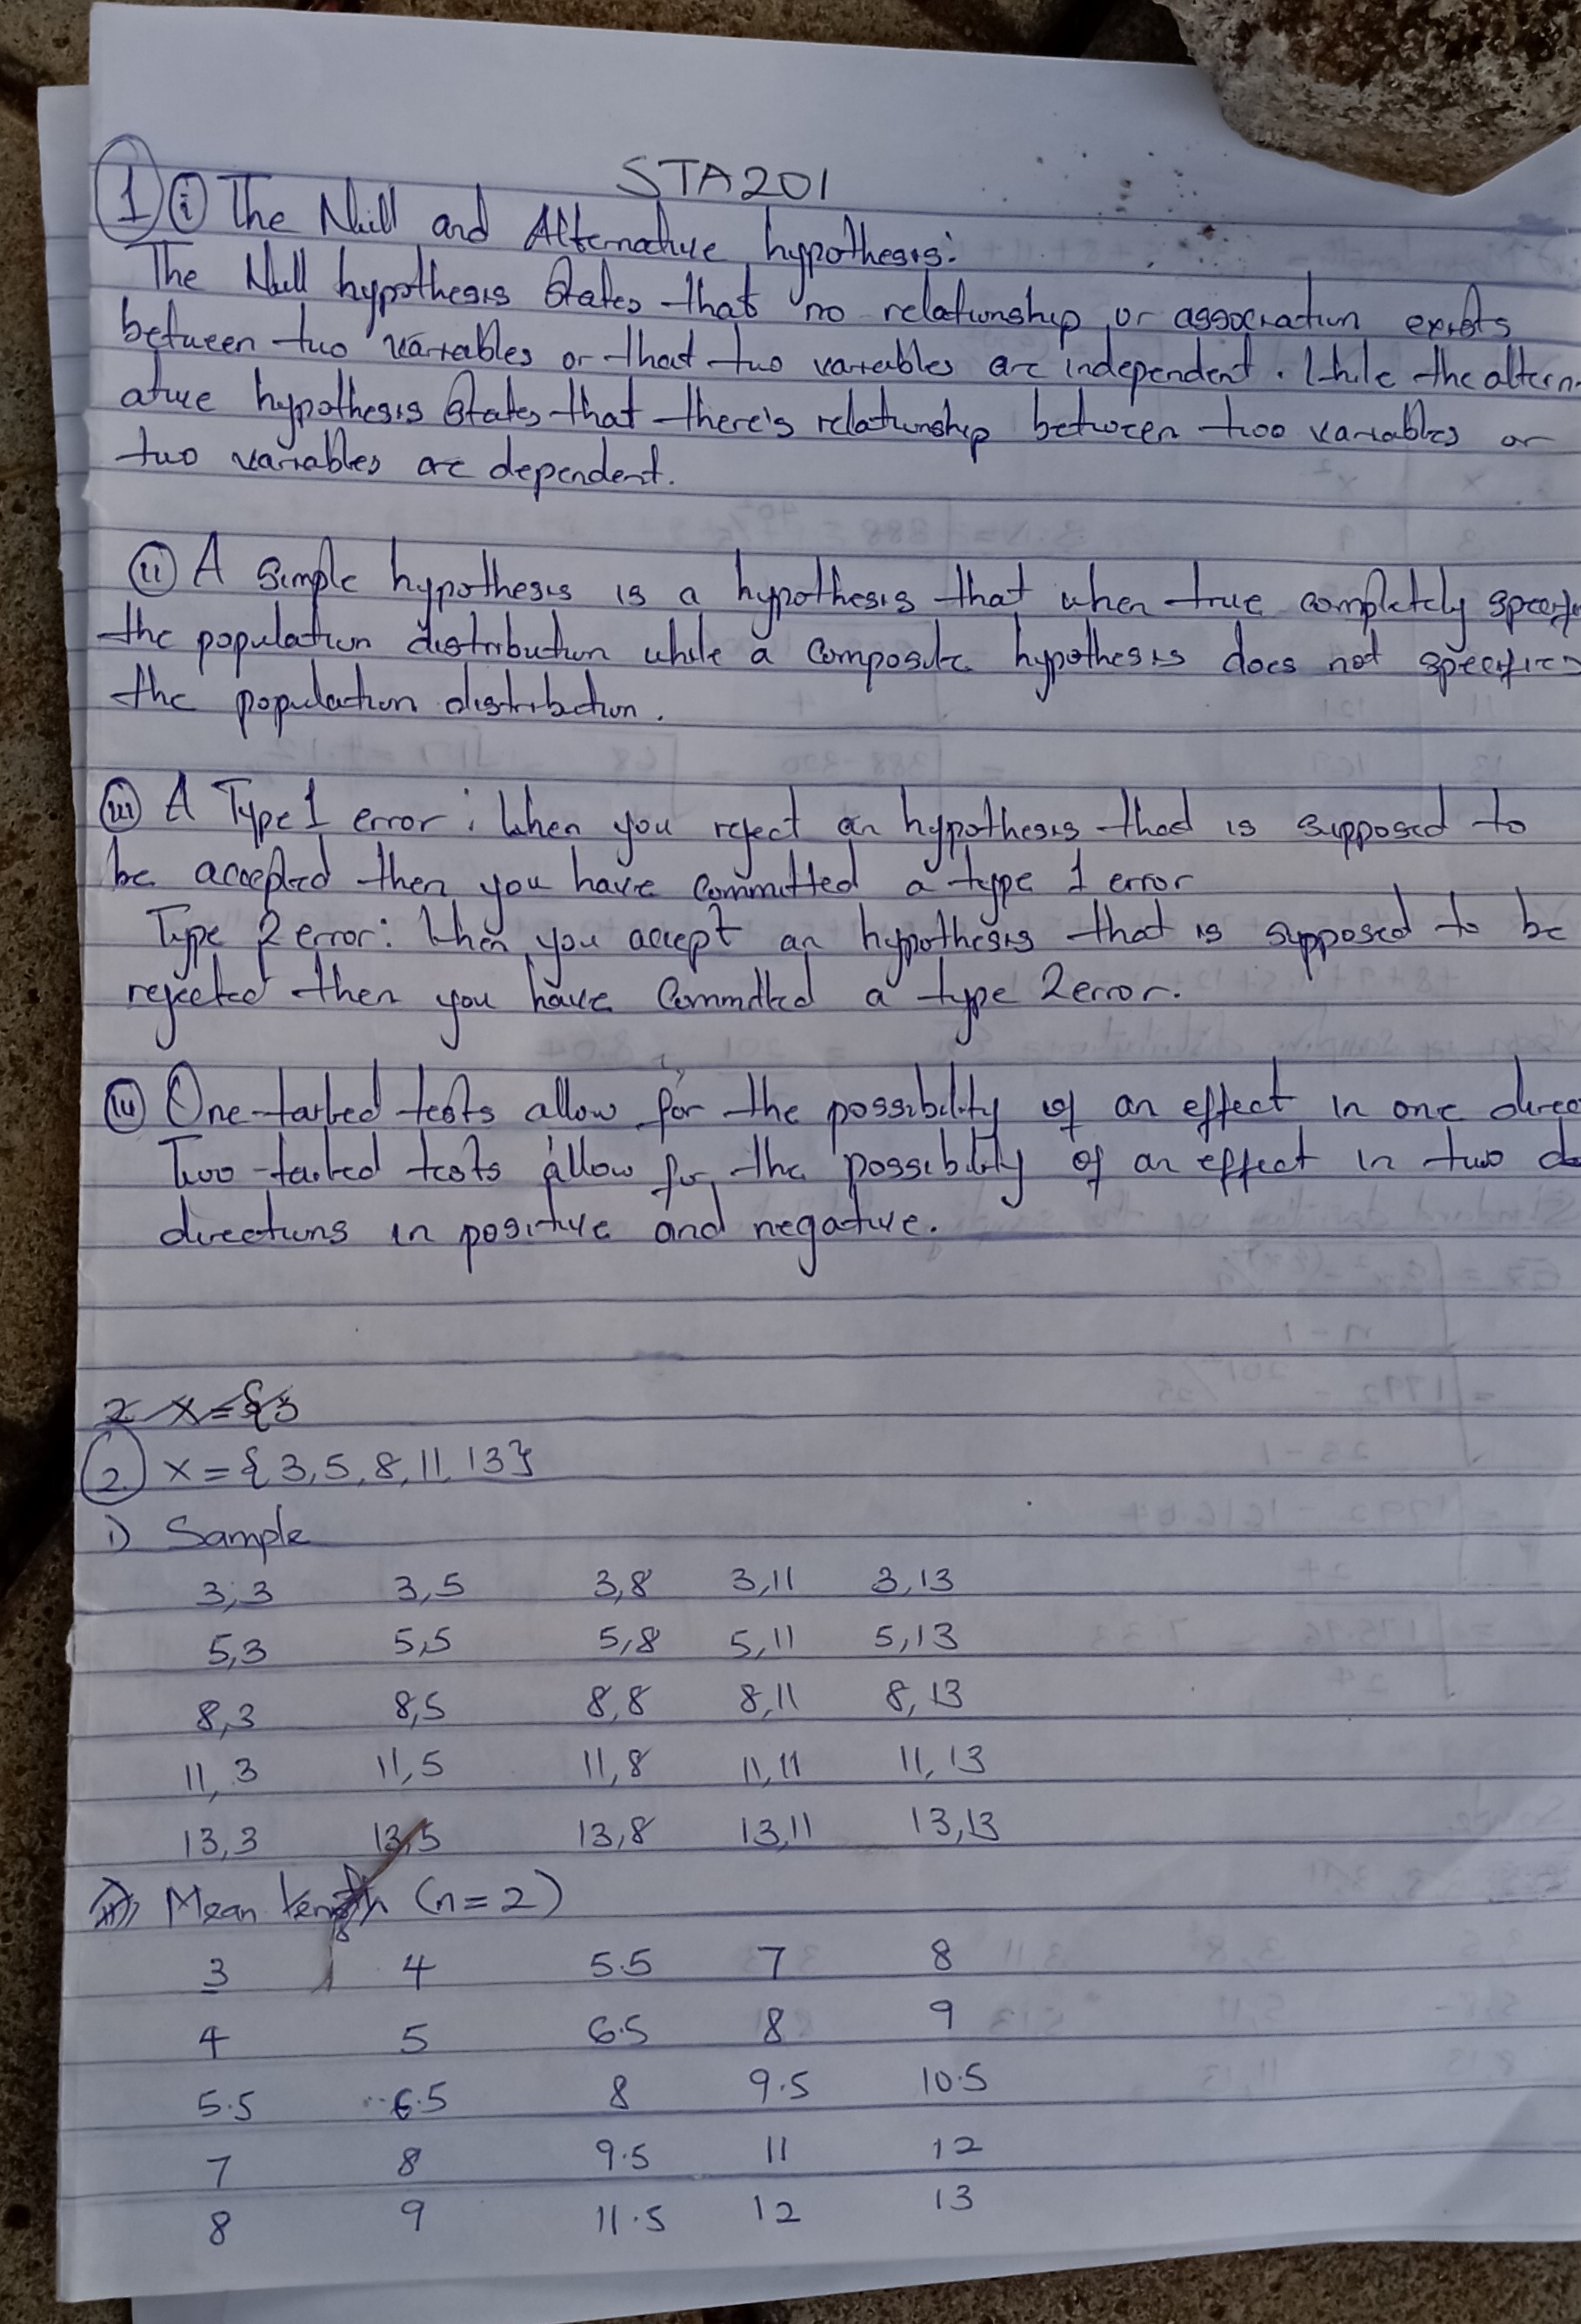 STA201
1 i The Null and Alternative hypothesis:
The Null hypothesis States that no relationship or association exists
between two variables or that two variables are independent. While the altern-
ative hypothesis States that there's relationship between two variables or
two variables are dependent.
ii A simple hypothesis is a hypothesis that when true completely
the population distribution while a composite hypothesis does not specifies
the population distribution.
iii A Type 1 error: When you reject an hypothesis that is supposed to
be accepted then you have committed a type 1 error
Type 2 error: When you accept an hypothesis that is supposed to be
rejected then you have committed a type 2 error.
iv One-tailed tests allow for the possibility of an effect in one
Two-tailed tests allow for the possibility of an effect in two d
directions in positive and negative.
2 x={3
2. x={3,5,8,11,13}
i) Sample
3,3 3,5 3,8 3,11 3,13
5,3 5,5 5,8 5,11 5,13
8,3 8,5 8,8 8,11 8,13
11,3 11,5 11,8 11,11 11,13
13,3 13,5 13,8 13,11 13,13
ii) Mean (n=2)
3 4 5.5 7 8
4 5 6.5 8 9
5.5 6.5 8 9.5 10.5
7 8 9.5 11 12
8 9 11.5 12 13